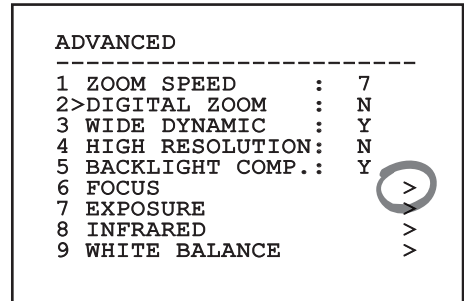 ADVANCED
-------------------------
1 ZOOM SPEED : 7
2>DIGITAL ZOOM : N
3 WIDE DYNAMIC : Y
4 HIGH RESOLUTION: N
5 BACKLIGHT COMP.: Y
6 FOCUS >
7 EXPOSURE >
8 INFRARED >
9 WHITE BALANCE >